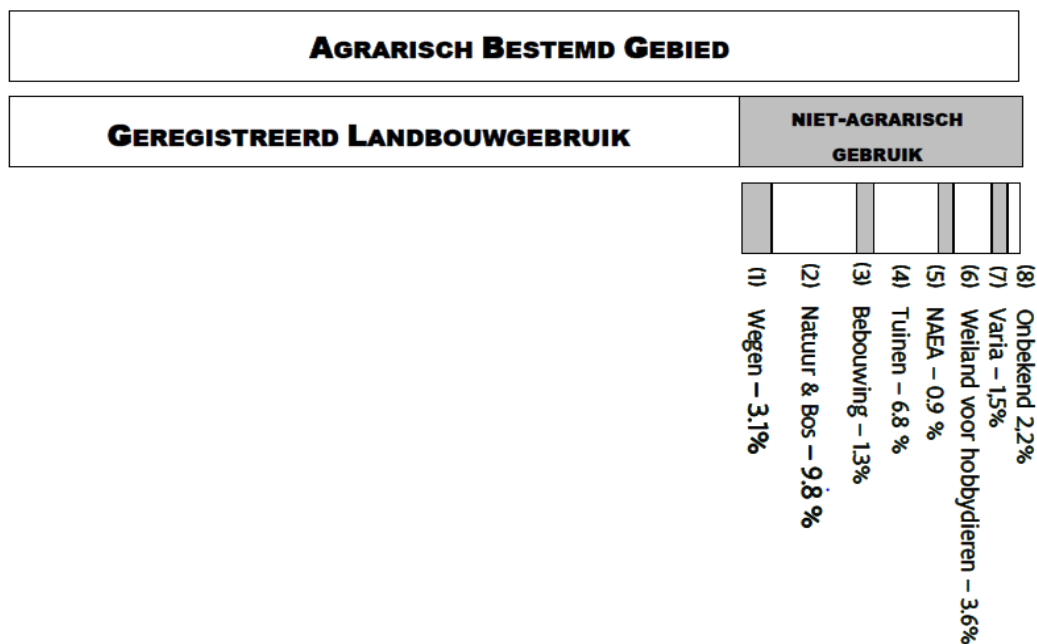 AGRARISCH BESTEMD GEBIED
GEREGISTREERD LANDBOUWGEBRUIK
NIET-AGRARISCH
GEBRUIK
(1) Wegen – 3.1%
(2) Natuur & Bos – 9.8 %
(3) Bebouwing – 1.3%
(4) Tuinen – 6.8 %
(5) NAEA – 0.9 %
(6) Weiland voor hobbydieren – 3.6%
(7) Varia – 1,5%
(8) Onbekend 2,2%